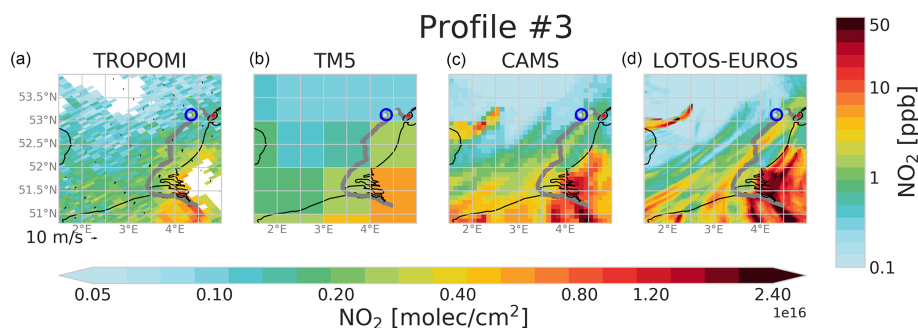 Profile #3
(a) TROPOMI (b) TM5 (c) CAMS (d) LOTOS-EUROS
53.5°N
53°N
52.5°N
52°N
51.5°N
51°N
2°E 3°E 4°E 2°E 3°E 4°E 2°E 3°E 4°E 2°E 3°E 4°E
10 m/s
50
10
1
0.1
NO₂ [ppb]
0.05 0.10 0.20 0.40 0.80 1.20 2.40
1e16
NO₂ [molec/cm²]